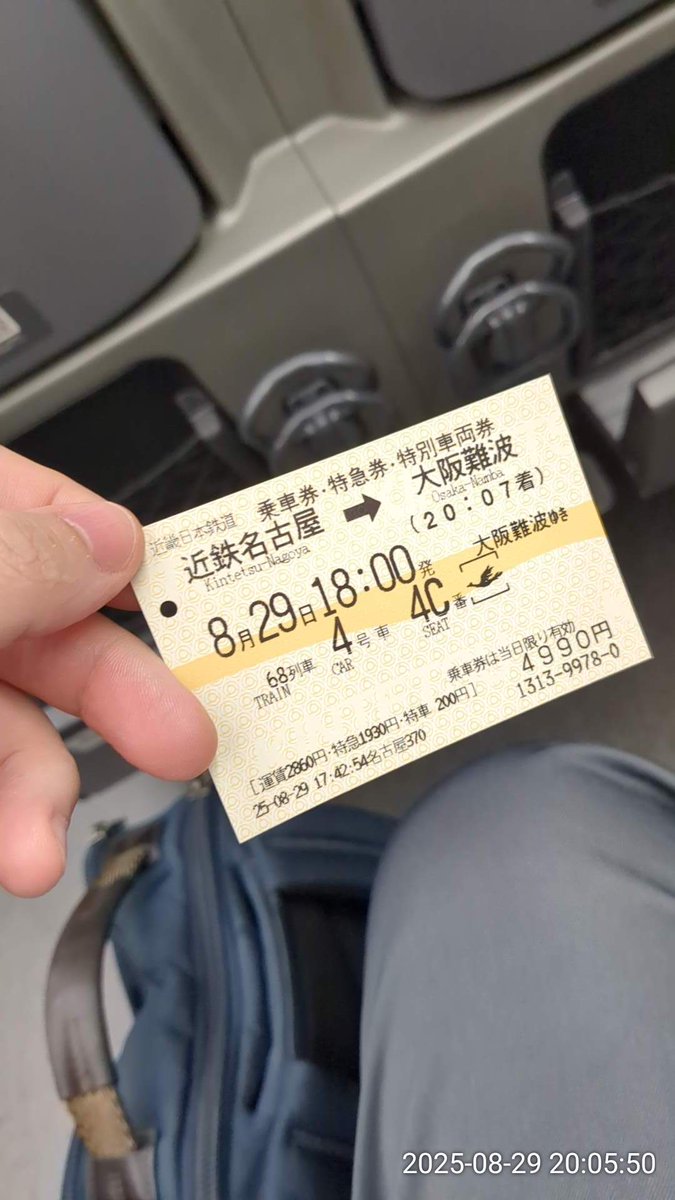 近畿日本鉄道 乗車券・特急券・特別車両券
近鉄名古屋 ➡ 大阪難波
Kintetsu-Nagoya Osaka-Namba
(20:07着)
8月29日18:00発 大阪難波ゆき
68列車 4号車 4C番
TRAIN CAR SEAT
乗車券は当日限り有効
4990円
[運賃2860円・特急1930円・特車 200円] 1313-9978-0
25-08-29 17:42:54名古屋370
2025-08-29 20:05:50